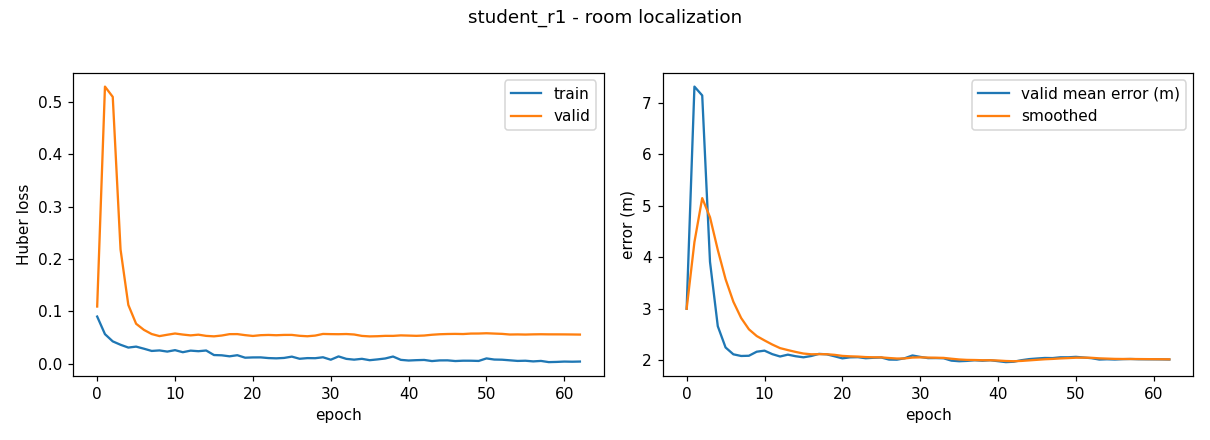 student_r1 - room localization
Huber loss
0.5
0.4
0.3
0.2
0.1
0.0
train
valid
0 10 20 30 40 50 60
epoch
error (m)
7
6
5
4
3
2
valid mean error (m)
smoothed
0 10 20 30 40 50 60
epoch